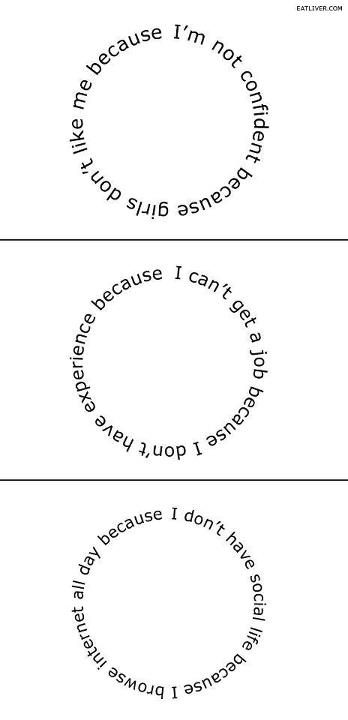 EATLIVER.COM
I'm not confident because girls don't like me because
I can't get a job because I don't have experience because
I don't have social life because I browse internet all day because